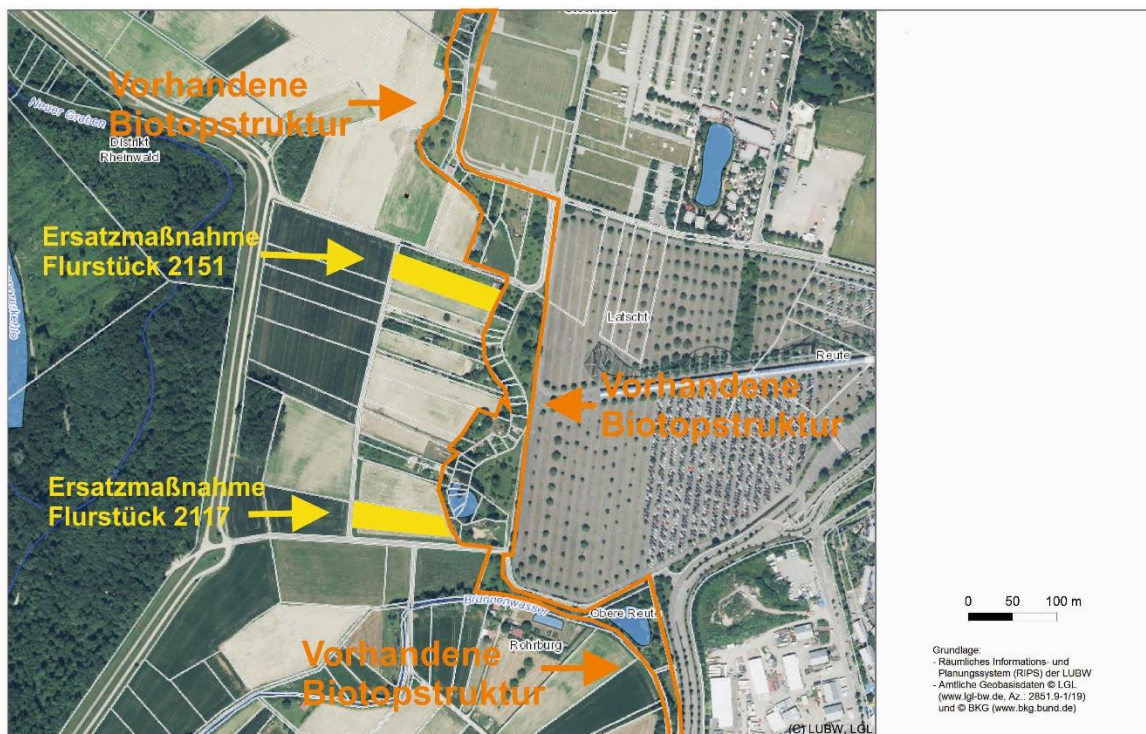 Vorhandene
Biotopstruktur
Neuer Graben
Distrikt
Rheinwald
Ersatzmaßnahme
Flurstück 2151
Latscht
Reute
Vorhandene
Biotopstruktur
Ersatzmaßnahme
Flurstück 2117
Brunnenwasser
Obere Reut
Rohrburg
Vorhandene
Biotopstruktur
(C) LUBW, LGL
0 50 100 m
Grundlage:
- Räumliches Informations- und
Planungssystem (RIPS) der LUBW
- Amtliche Geobasisdaten © LGL
(www.lgl-bw.de, Az.: 2851.9-1/19)
und © BKG (www.bkg.bund.de)